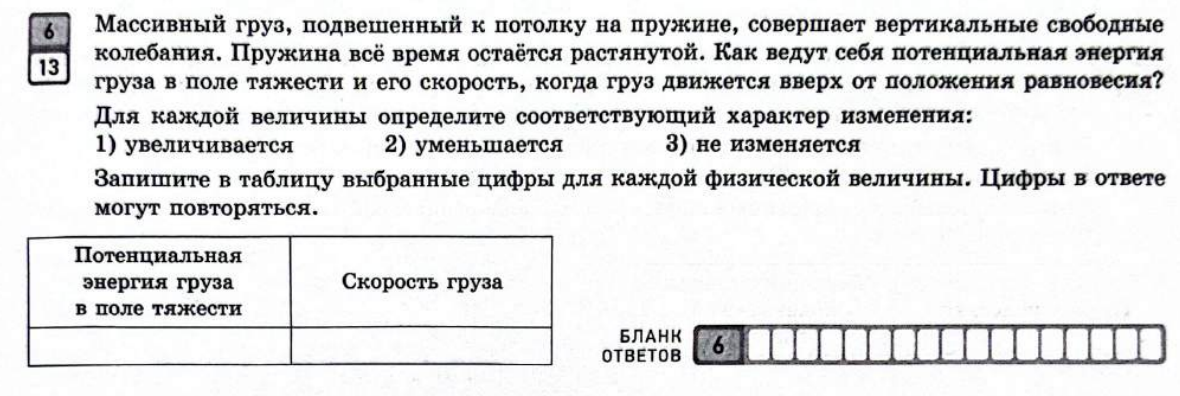 6
13
Массивный груз, подвешенный к потолку на пружине, совершает вертикальные свободные
колебания. Пружина всё время остаётся растянутой. Как ведут себя потенциальная энергия
груза в поле тяжести и его скорость, когда груз движется вверх от положения равновесия?
Для каждой величины определите соответствующий характер изменения:
1) увеличивается 2) уменьшается 3) не изменяется
Запишите в таблицу выбранные цифры для каждой физической величины. Цифры в ответе
могут повторяться.
Потенциальная
энергия груза
в поле тяжести
Скорость груза
БЛАНК
ОТВЕТОВ
6